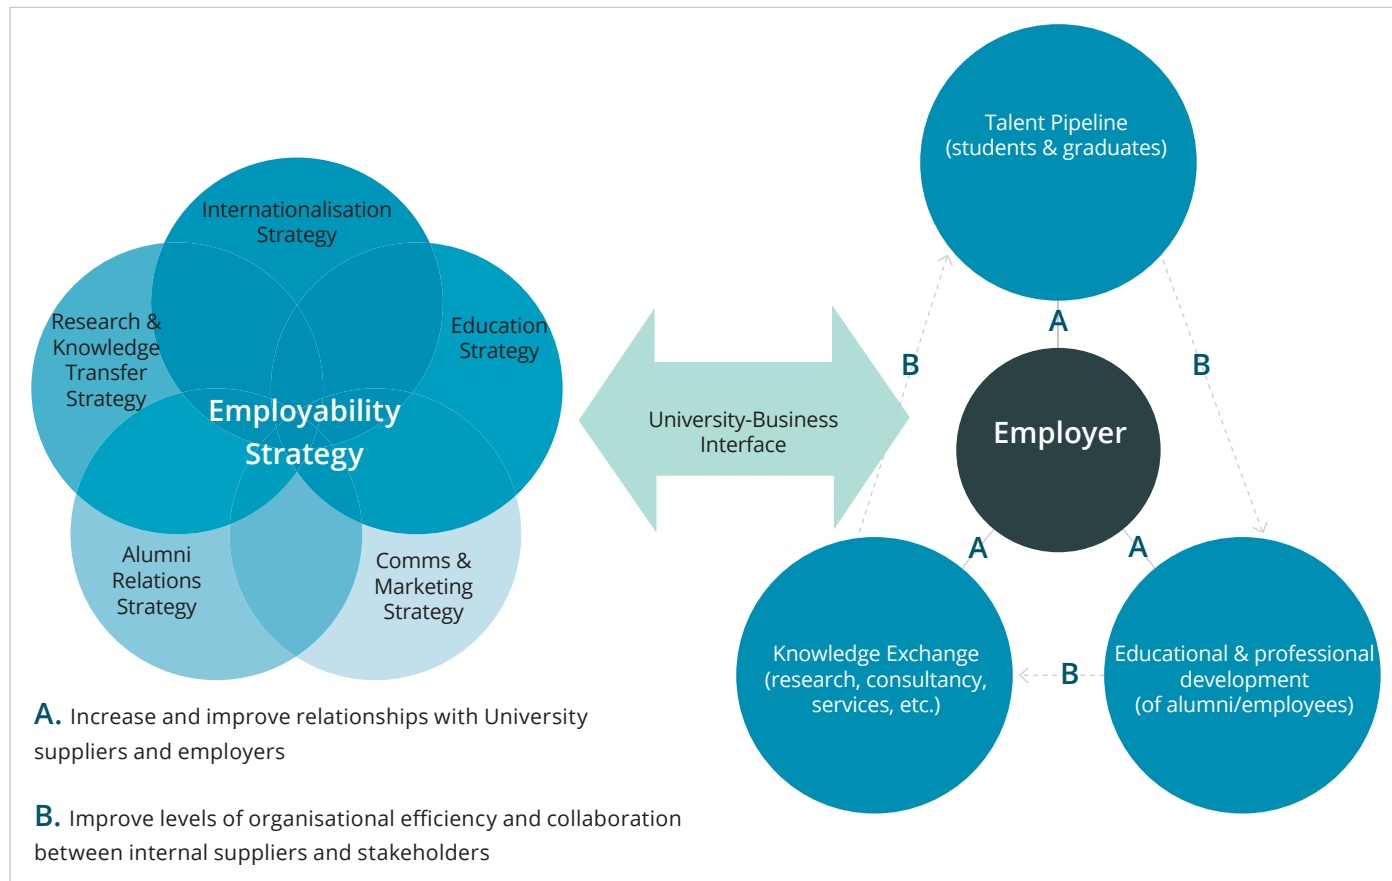 Internationalisation
Strategy
Research &
Knowledge
Transfer
Strategy
Education
Strategy
Employability
Strategy
Alumni
Relations
Strategy
Comms &
Marketing
Strategy
University-Business
Interface
Talent Pipeline
(students & graduates)
A
B
B
Employer
A
A
Knowledge Exchange
(research, consultancy,
services, etc.)
B
Educational & professional
development
(of alumni/employees)
A. Increase and improve relationships with University
suppliers and employers
B. Improve levels of organisational efficiency and collaboration
between internal suppliers and stakeholders